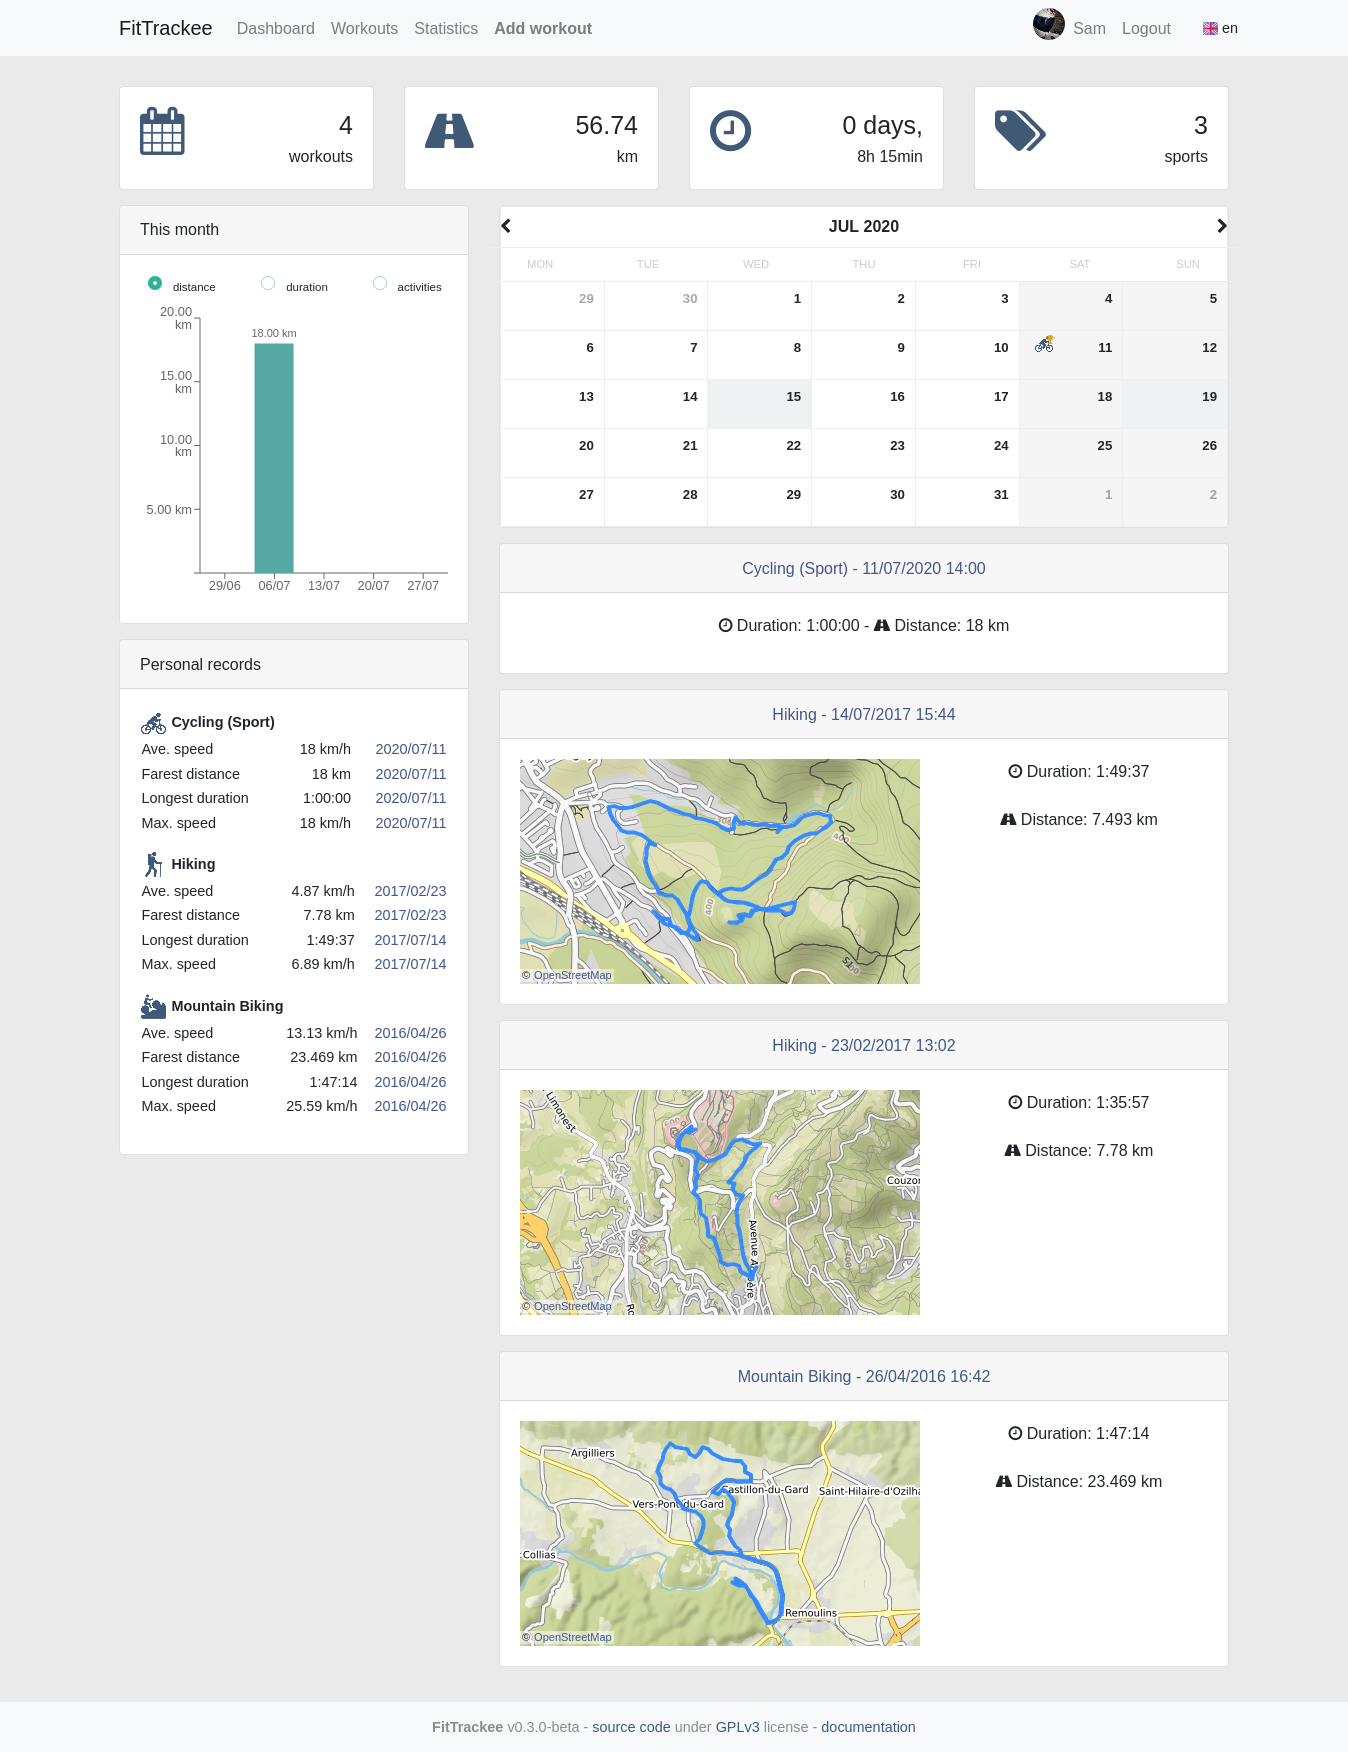 FitTrackee Dashboard Workouts Statistics Add workout Sam Logout en
4
workouts
56.74
km
0 days,
8h 15min
3
sports
This month
distance duration activities
20.00
km
18.00 km
15.00
km
10.00
km
5.00 km
29/06 06/07 13/07 20/07 27/07
Personal records
Cycling (Sport)
Ave. speed 18 km/h 2020/07/11
Farest distance 18 km 2020/07/11
Longest duration 1:00:00 2020/07/11
Max. speed 18 km/h 2020/07/11
Hiking
Ave. speed 4.87 km/h 2017/02/23
Farest distance 7.78 km 2017/02/23
Longest duration 1:49:37 2017/07/14
Max. speed 6.89 km/h 2017/07/14
Mountain Biking
Ave. speed 13.13 km/h 2016/04/26
Farest distance 23.469 km 2016/04/26
Longest duration 1:47:14 2016/04/26
Max. speed 25.59 km/h 2016/04/26
JUL 2020
MON TUE WED THU FRI SAT SUN
29 30 1 2 3 4 5
6 7 8 9 10 11 12
13 14 15 16 17 18 19
20 21 22 23 24 25 26
27 28 29 30 31 1 2
Cycling (Sport) - 11/07/2020 14:00
Duration: 1:00:00 - Distance: 18 km
Hiking - 14/07/2017 15:44
400
400
© OpenStreetMap
Duration: 1:49:37
Distance: 7.493 km
Hiking - 23/02/2017 13:02
Limonest
Couzon
Avenue
© OpenStreetMap
Duration: 1:35:57
Distance: 7.78 km
Mountain Biking - 26/04/2016 16:42
Argilliers
Castillon-du-Gard
Saint-Hilaire-d'Ozilha
Vers-Pont-du-Gard
Collias
Remoulins
© OpenStreetMap
Duration: 1:47:14
Distance: 23.469 km
FitTrackee v0.3.0-beta - source code under GPLv3 license - documentation